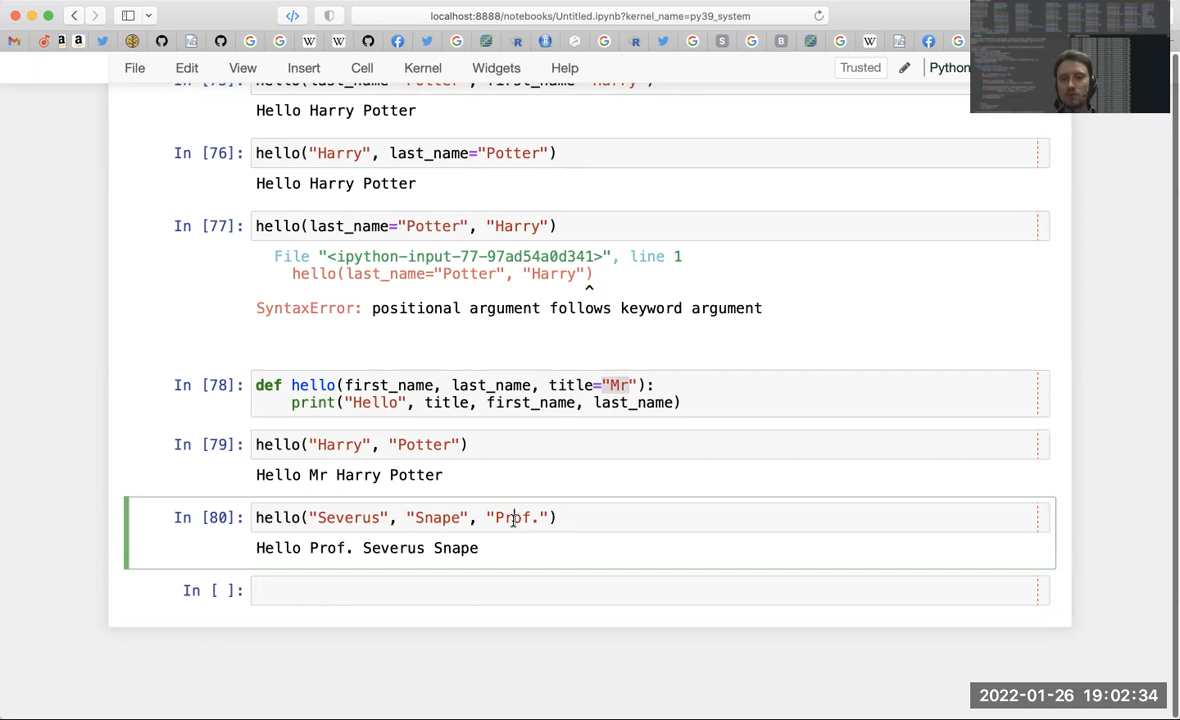 localhost:8888/notebooks/Untitled.ipynb?kernel_name=py39_system
File Edit View Insert Cell Kernel Widgets Help Trusted Python
Hello Harry Potter
In [76]: hello("Harry", last_name="Potter")
Hello Harry Potter
In [77]: hello(last_name="Potter", "Harry")
File "<ipython-input-77-97ad54a0d341>", line 1
hello(last_name="Potter", "Harry")
^
SyntaxError: positional argument follows keyword argument
In [78]: def hello(first_name, last_name, title="Mr"):
print("Hello", title, first_name, last_name)
In [79]: hello("Harry", "Potter")
Hello Mr Harry Potter
In [80]: hello("Severus", "Snape", "Prof.")
Hello Prof. Severus Snape
In [ ]:
2022-01-26 19:02:34